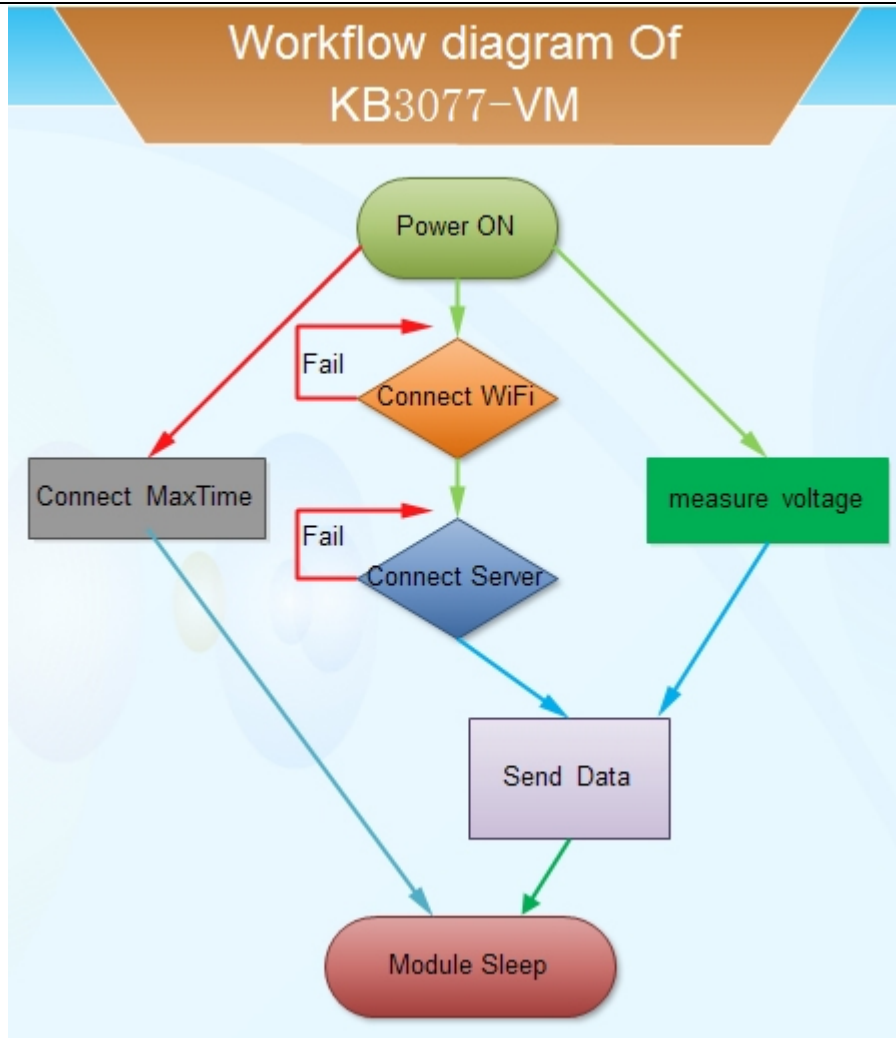 Workflow diagram Of
KB3077-VM
Power ON
Fail
Connect WiFi
Connect MaxTime
measure voltage
Fail
Connect Server
Send Data
Module Sleep